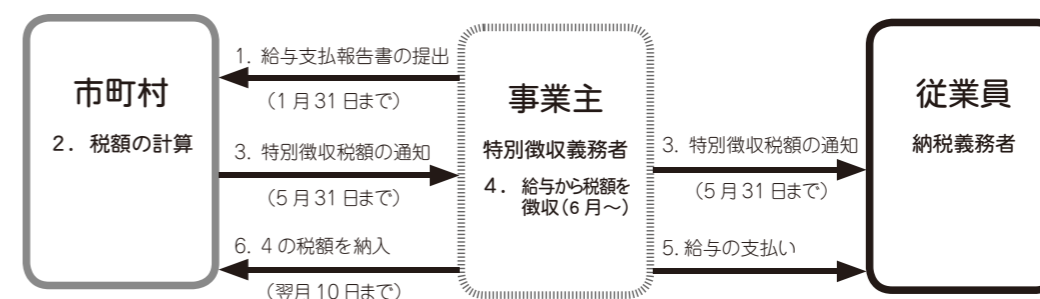 市町村
2. 税額の計算
1. 給与支払報告書の提出
(1月31日まで)
3. 特別徴収税額の通知
(5月31日まで)
6. 4の税額を納入
(翌月10日まで)
事業主
特別徴収義務者
4. 給与から税額を
徴収(6月～)
3. 特別徴収税額の通知
(5月31日まで)
5. 給与の支払い
従業員
納税義務者